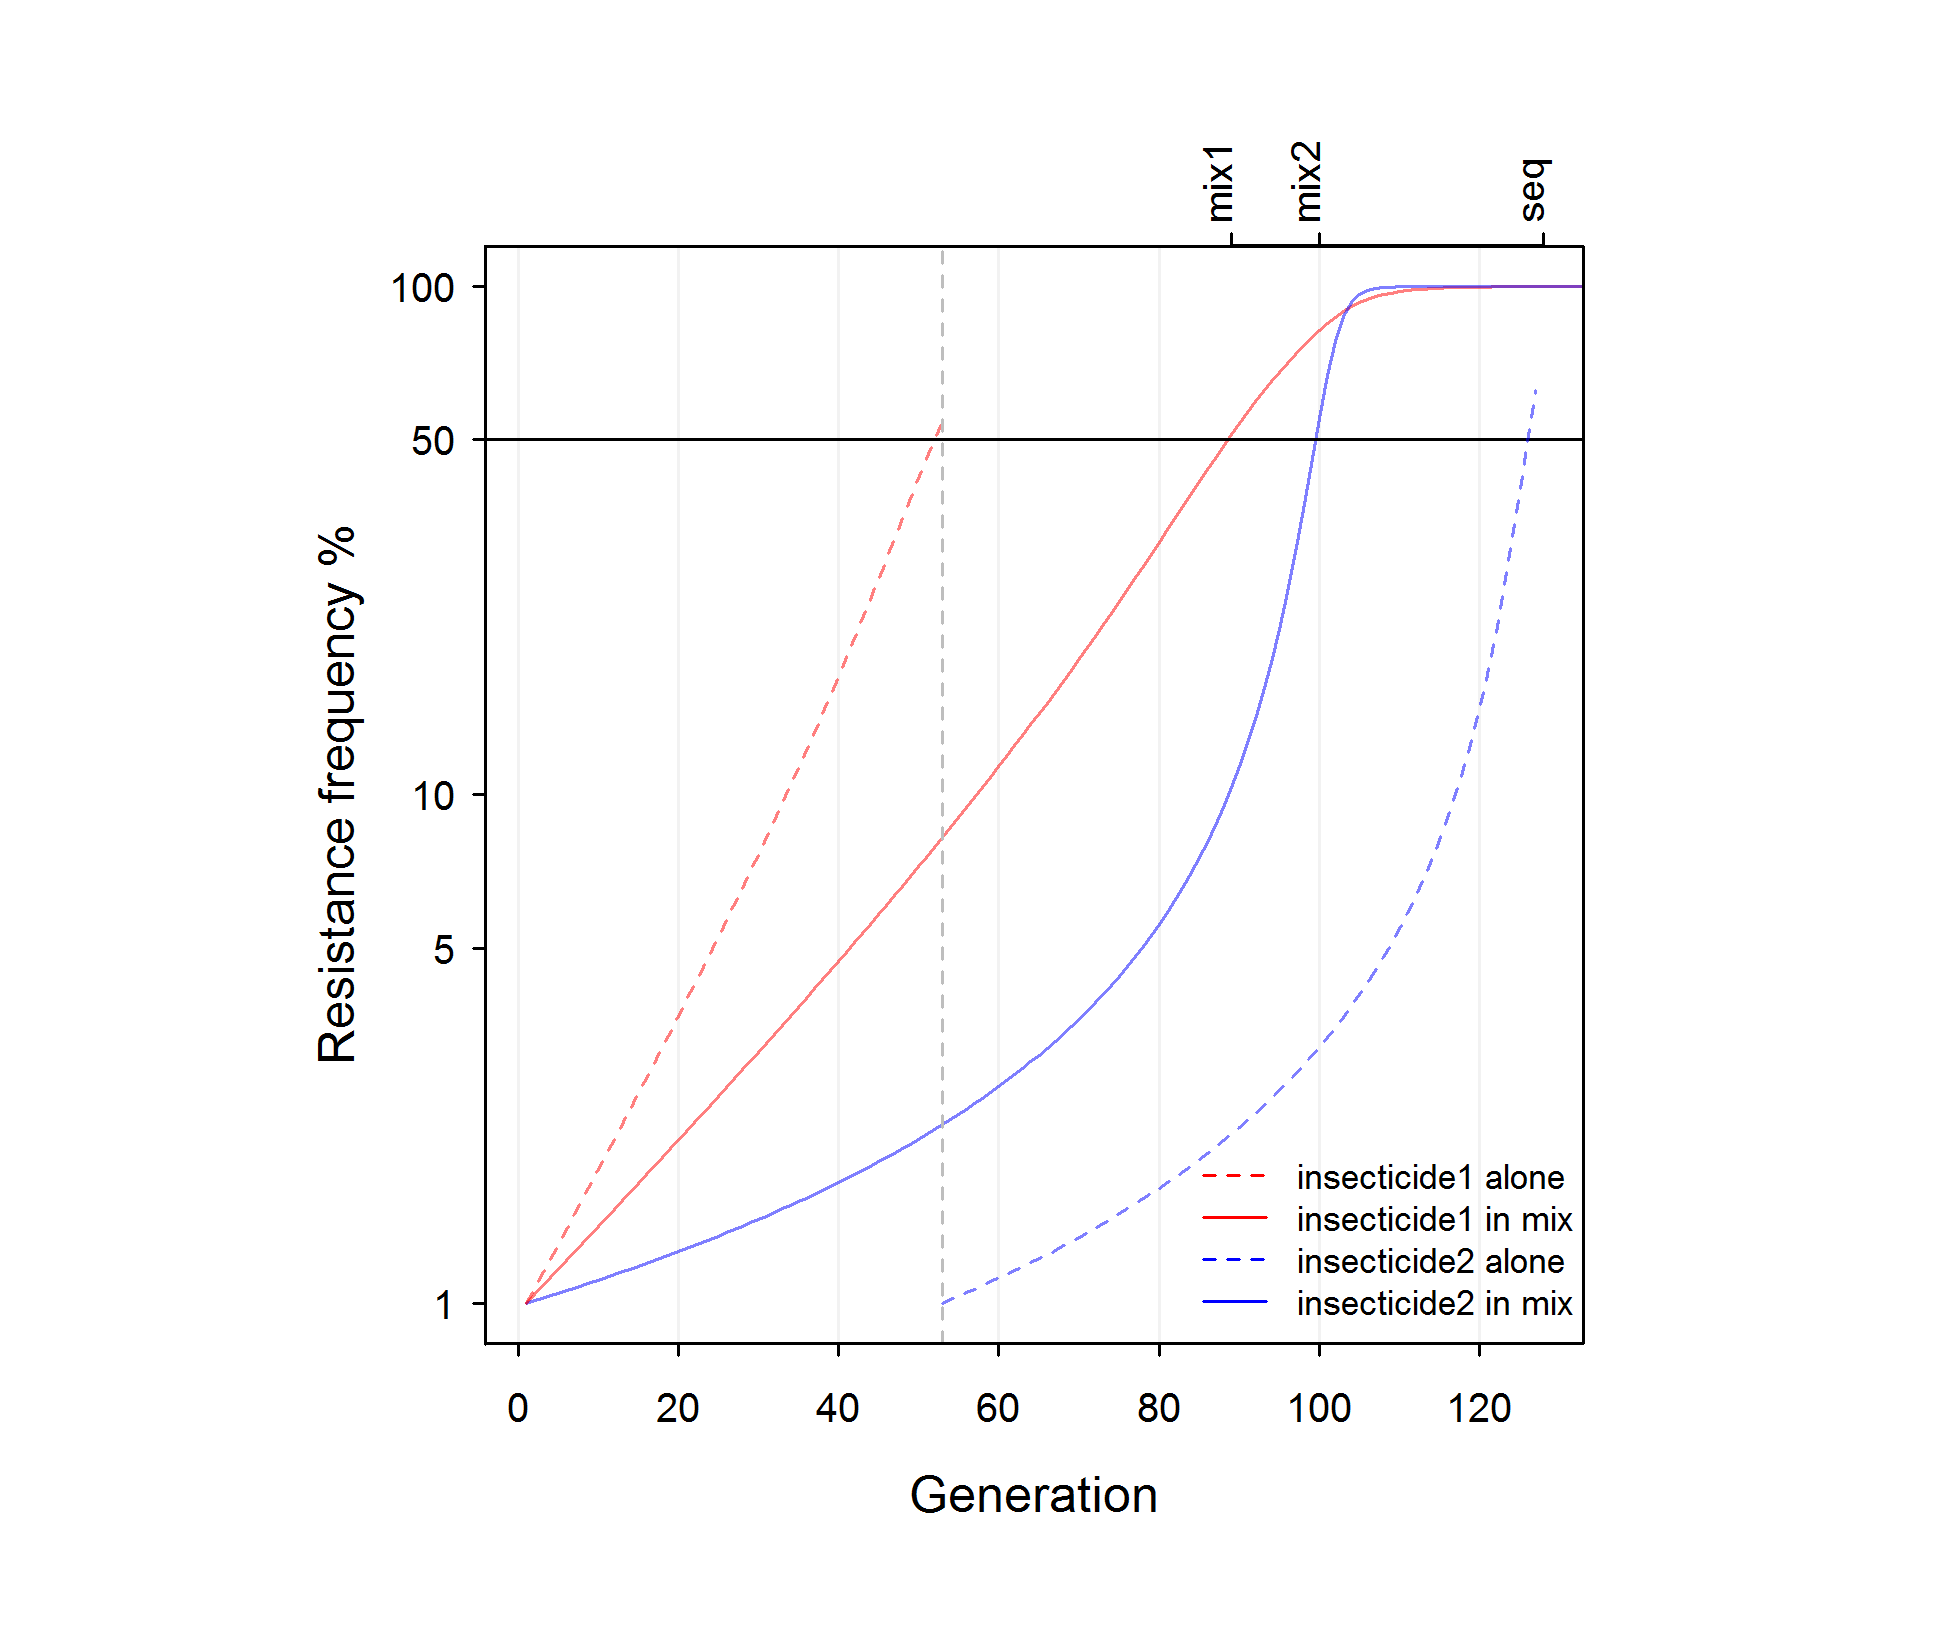 mix1
mix2
seq
100
50
10
5
1
Resistance frequency %
insecticide1 alone
insecticide1 in mix
insecticide2 alone
insecticide2 in mix
0 20 40 60 80 100 120
Generation